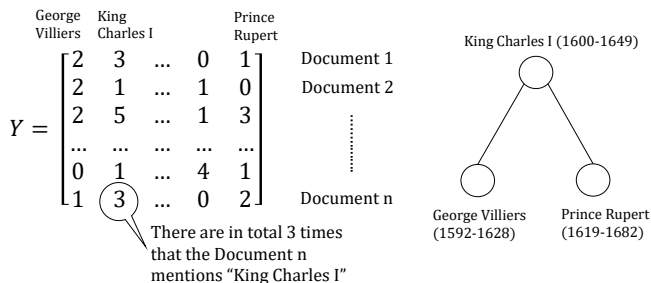 George Villiers King Charles I Prince Rupert
Y =
2 3 ... 0 1 Document 1
2 1 ... 1 0 Document 2
2 5 ... 1 3
... ... ... ... ...
0 1 ... 4 1
1 3 ... 0 2 Document n
There are in total 3 times
that the Document n
mentions “King Charles I”
King Charles I (1600-1649)
George Villiers
(1592-1628)
Prince Rupert
(1619-1682)